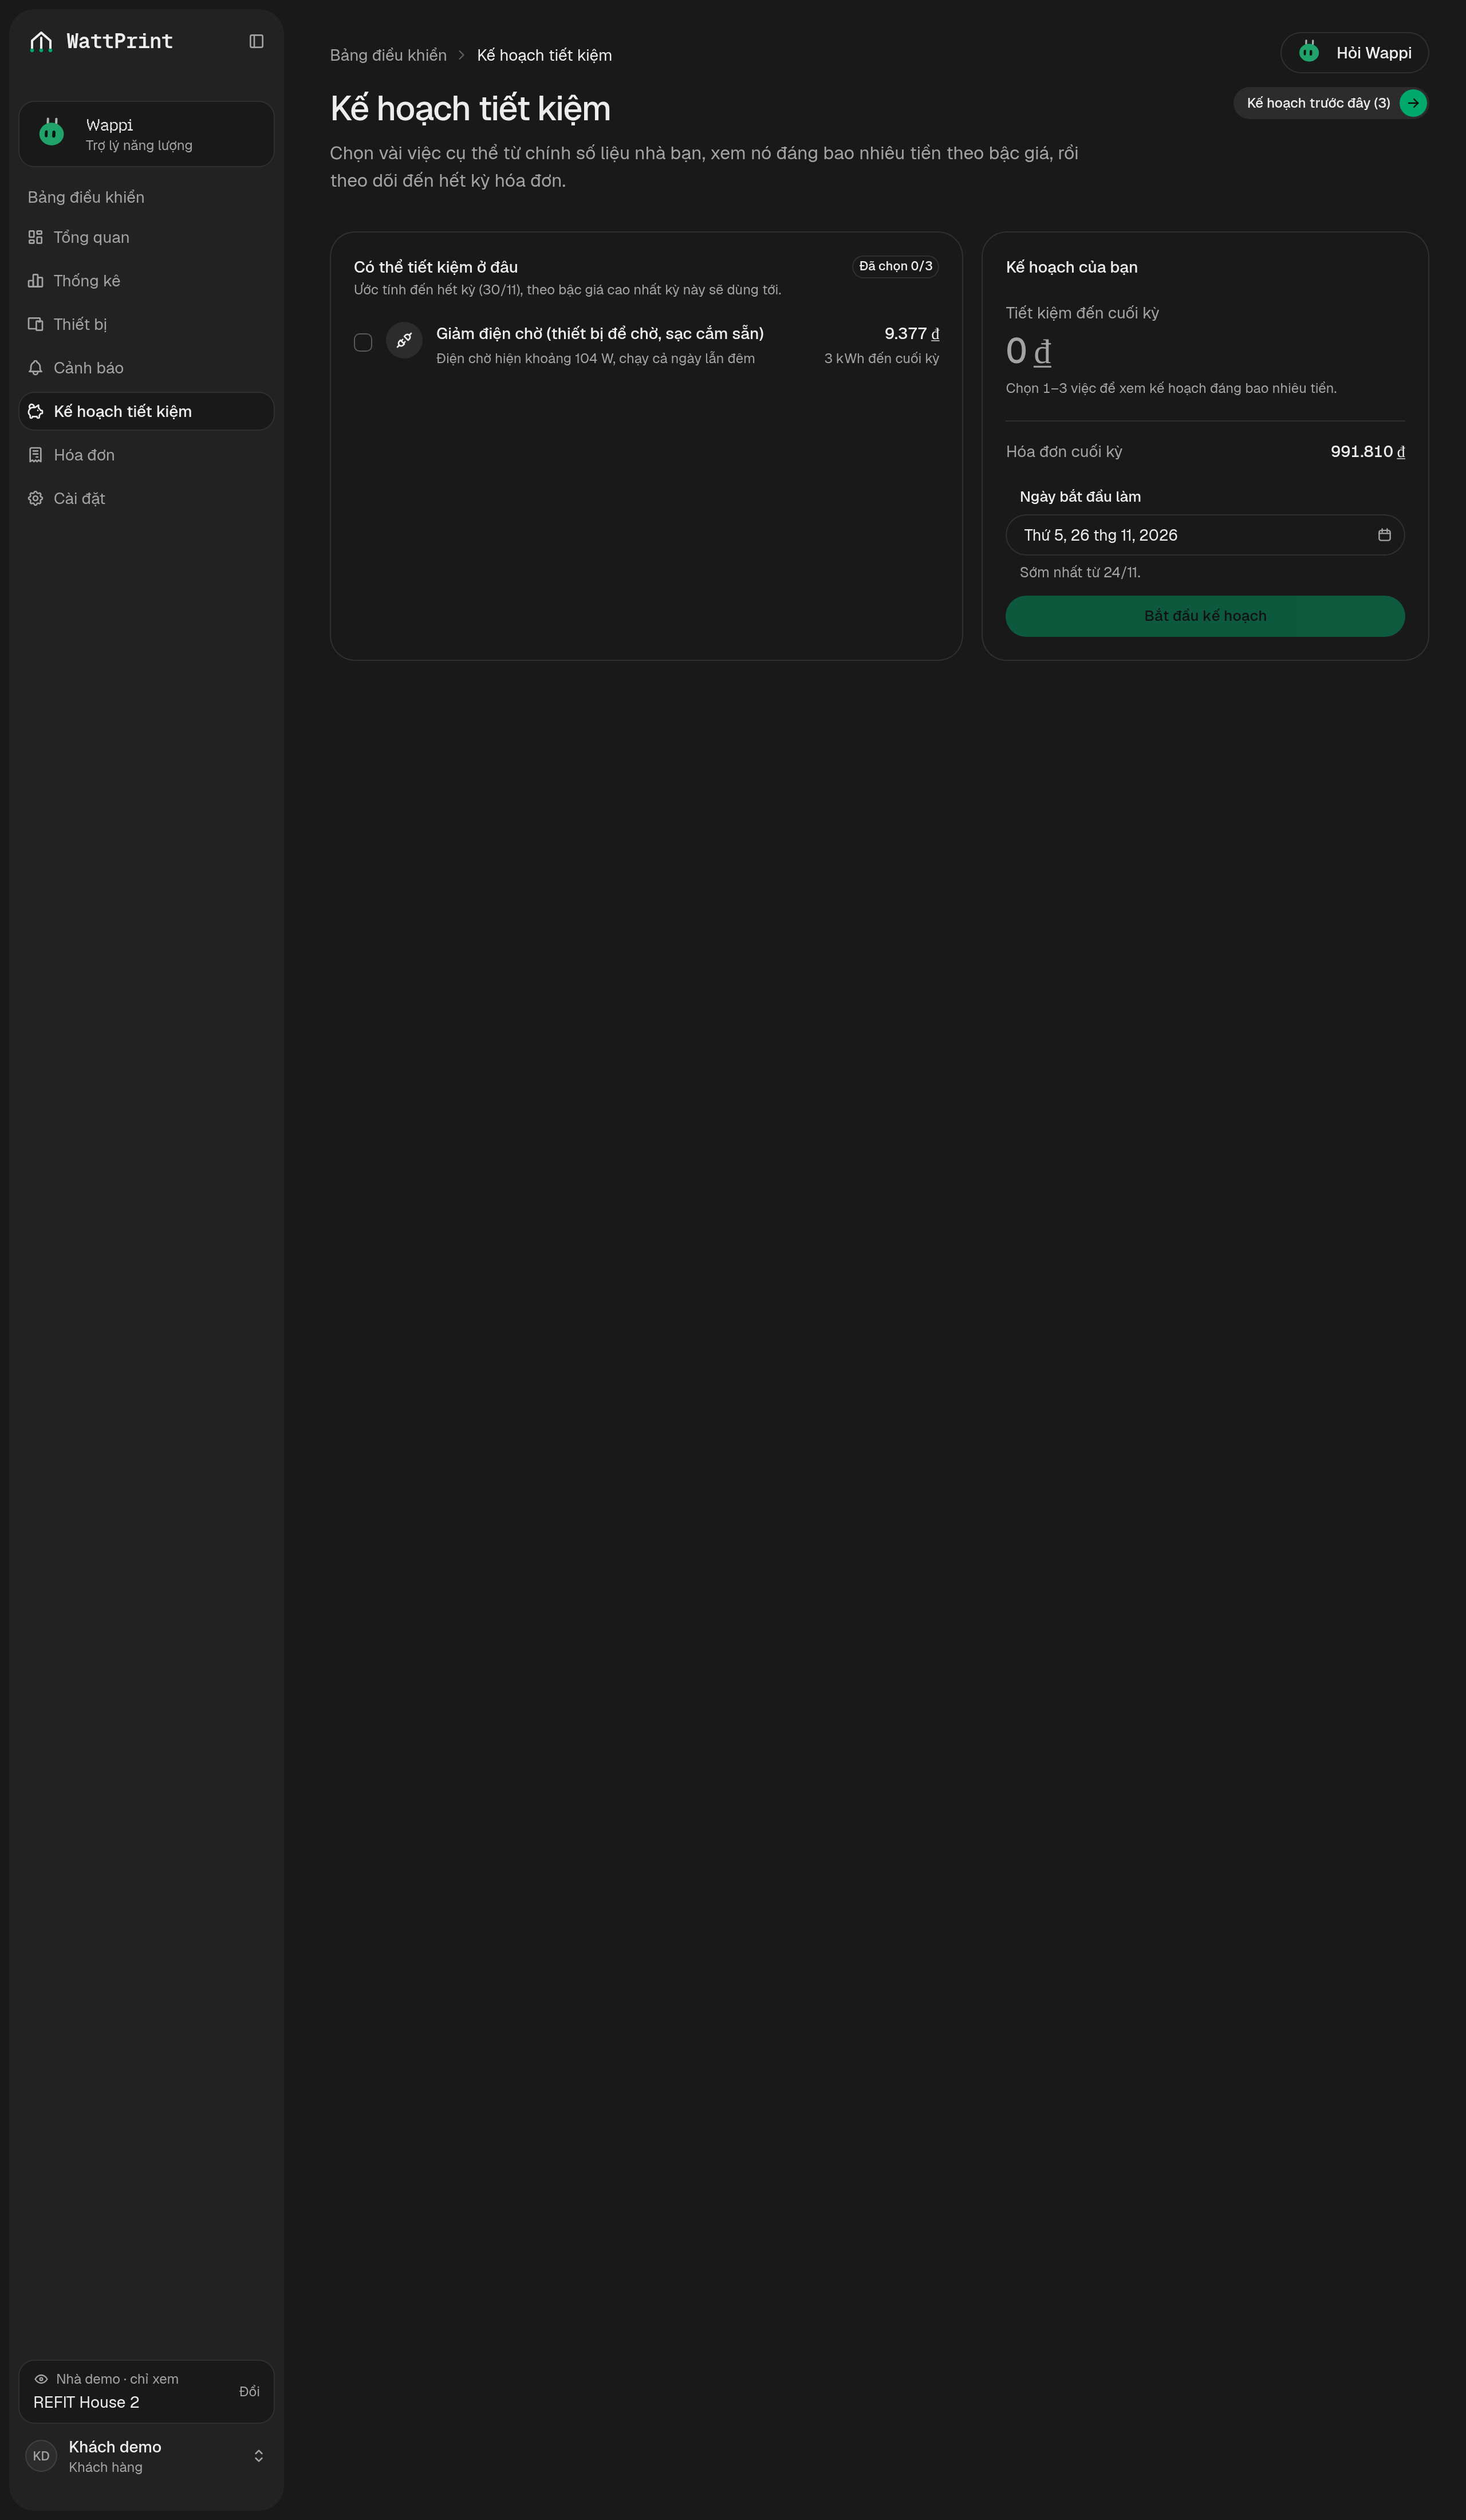 WattPrint
Wappi
Trợ lý năng lượng
Bảng điều khiển
Tổng quan
Thống kê
Thiết bị
Cảnh báo
Kế hoạch tiết kiệm
Hóa đơn
Cài đặt
Nhà demo · chỉ xem
REFIT House 2
Đổi
KD
Khách demo
Khách hàng
Bảng điều khiển > Kế hoạch tiết kiệm
Hỏi Wappi
Kế hoạch tiết kiệm
Kế hoạch trước đây (3)
Chọn vài việc cụ thể từ chính số liệu nhà bạn, xem nó đáng bao nhiêu tiền theo bậc giá, rồi
theo dõi đến hết kỳ hóa đơn.
Có thể tiết kiệm ở đâu
Đã chọn 0/3
Ước tính đến hết kỳ (30/11), theo bậc giá cao nhất kỳ này sẽ dùng tới.
Giảm điện chờ (thiết bị để chờ, sạc cắm sẵn)
9.377 ₫
Điện chờ hiện khoảng 104 W, chạy cả ngày lẫn đêm
3 kWh đến cuối kỳ
Kế hoạch của bạn
Tiết kiệm đến cuối kỳ
0 ₫
Chọn 1–3 việc để xem kế hoạch đáng bao nhiêu tiền.
Hóa đơn cuối kỳ
991.810 ₫
Ngày bắt đầu làm
Thứ 5, 26 thg 11, 2026
Sớm nhất từ 24/11.
Bắt đầu kế hoạch